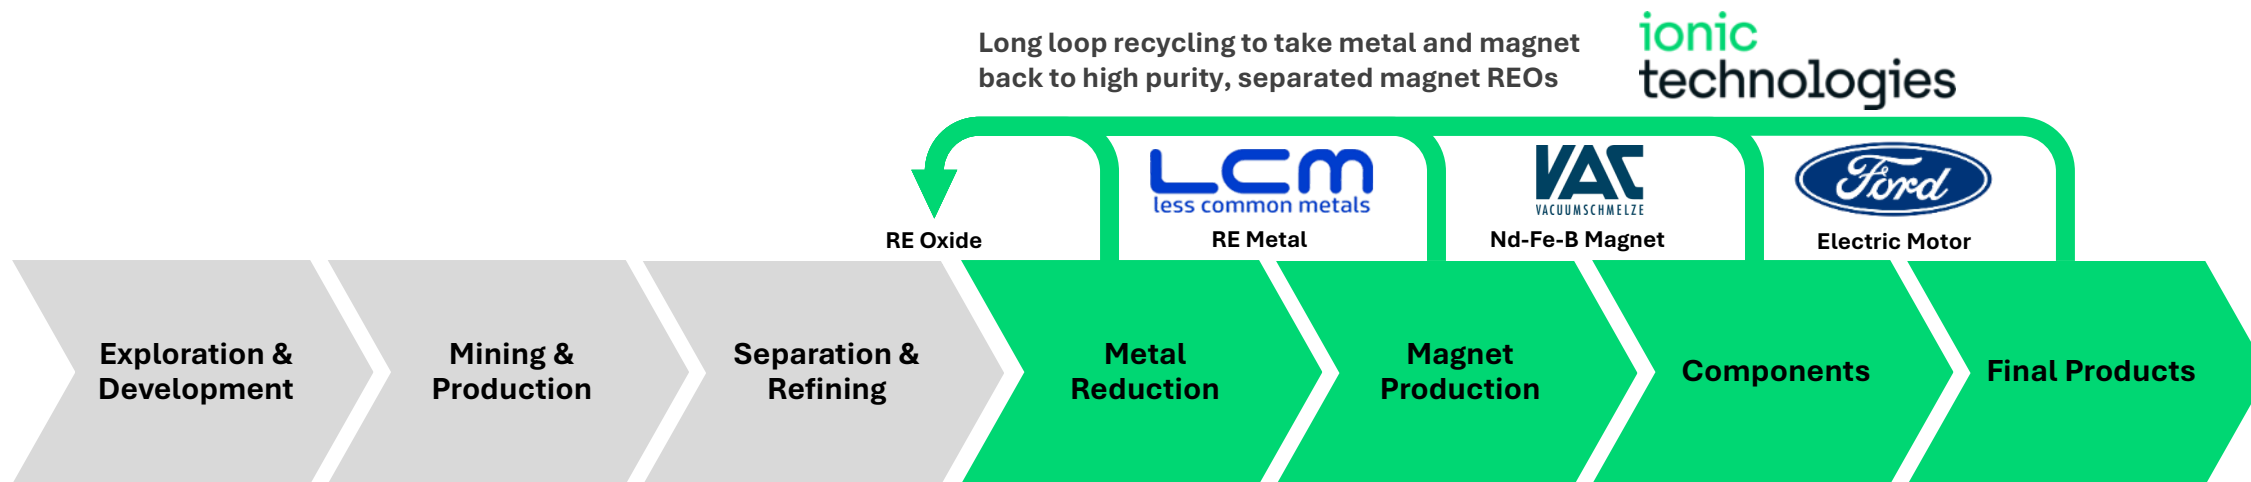 Long loop recycling to take metal and magnet
back to high purity, separated magnet REOs
ionic
technologies
LCM
less common metals
VAC
VACUUMSCHMELZE
Ford
RE Oxide
RE Metal
Nd-Fe-B Magnet
Electric Motor
Exploration &
Development
Mining &
Production
Separation &
Refining
Metal
Reduction
Magnet
Production
Components
Final Products